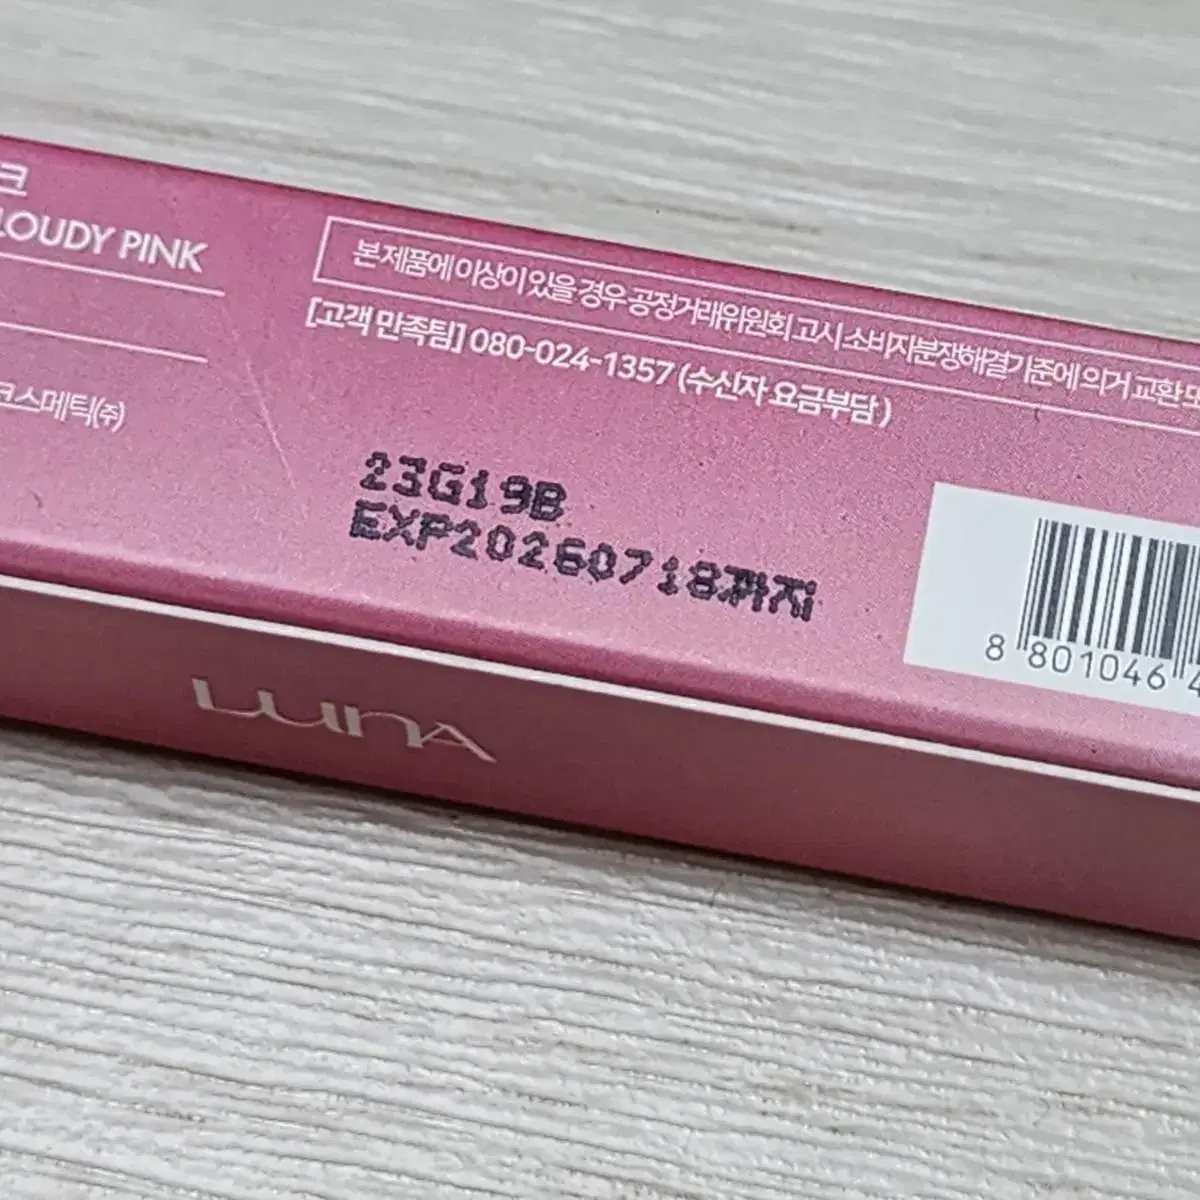 크
LOUDY PINK
본 제품에 이상이 있을 경우 공정거래위원회 고시 소비자분쟁해결기준에 의거 교환 또
[고객 만족팀] 080-024-1357 (수신자 요금부담)
코스메틱(주)
23G19B
EXP20260718까지
8 801046 4
LUNA